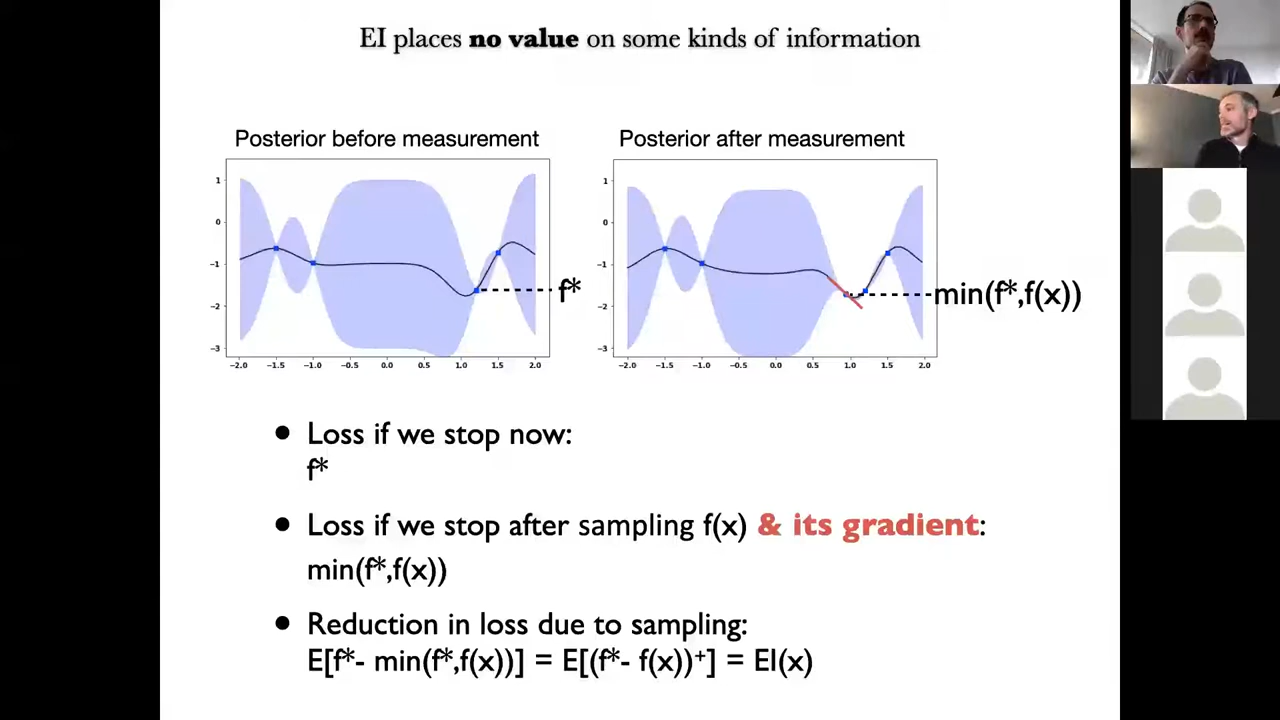 EI places no value on some kinds of information
Posterior before measurement
Posterior after measurement
1
0
−1
−2
−3
−2.0 −1.5 −1.0 −0.5 0.0 0.5 1.0 1.5 2.0
f*
1
0
−1
−2
−3
−2.0 −1.5 −1.0 −0.5 0.0 0.5 1.0 1.5 2.0
min(f*,f(x))
• Loss if we stop now:
f*
• Loss if we stop after sampling f(x) & its gradient:
min(f*,f(x))
• Reduction in loss due to sampling:
E[f*- min(f*,f(x))] = E[(f*- f(x))⁺] = EI(x)